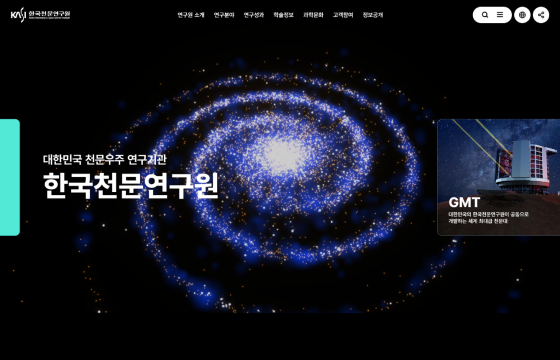 KASI 한국천문연구원
연구원 소개 연구분야 연구성과 학술정보 과학문화 고객참여 정보공개
대한민국 천문우주 연구기관
한국천문연구원
GMT
대한민국의 한국천문연구원이 공동으로
개발하는 세계 최대급 천문대